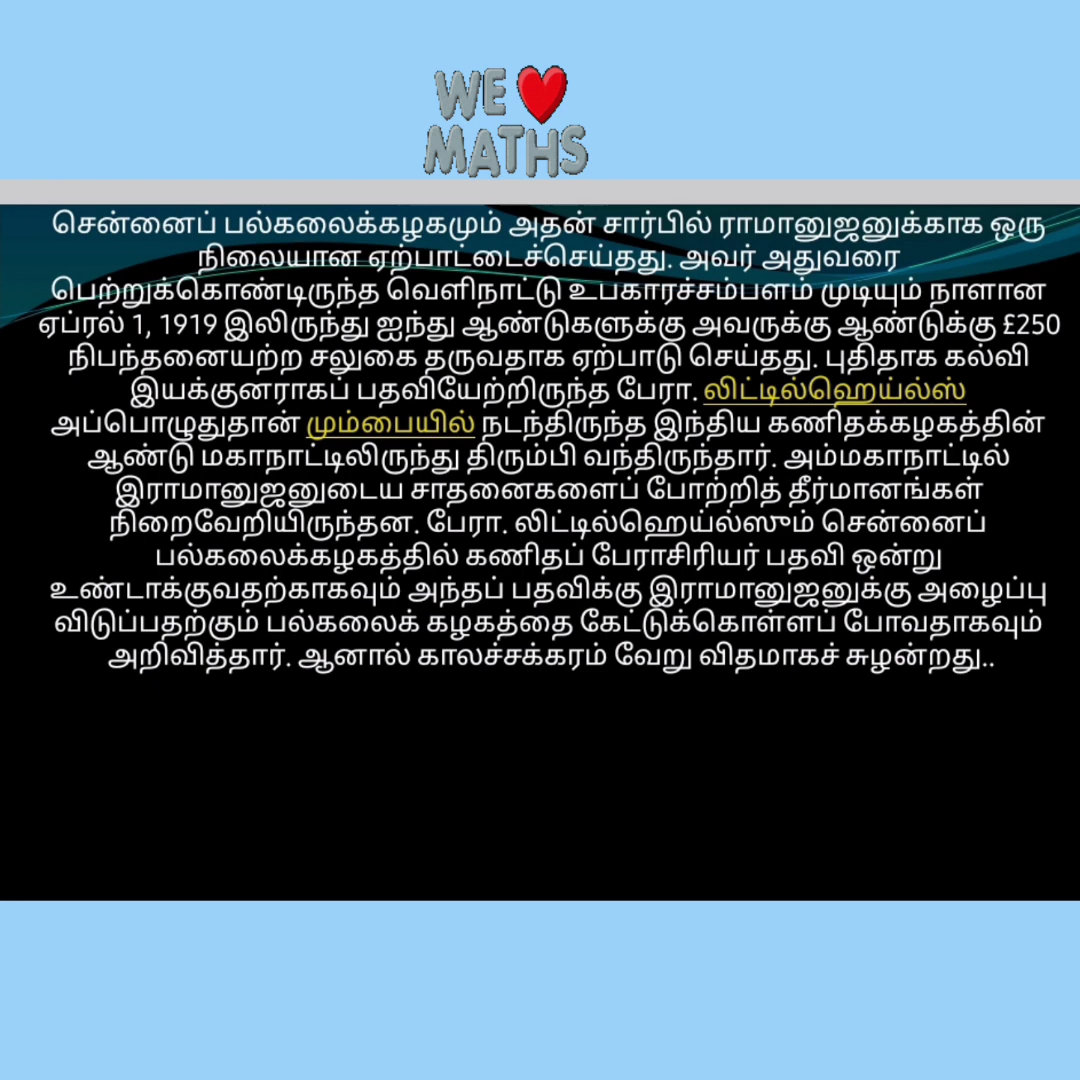 WE
MATHS
சென்னைப் பல்கலைக்கழகமும் அதன் சார்பில் ராமானுஜனுக்காக ஒரு
நிலையான ஏற்பாட்டைச்செய்தது. அவர் அதுவரை
பெற்றுக்கொண்டிருந்த வெளிநாட்டு உபகாரச்சம்பளம் முடியும் நாளான
ஏப்ரல் 1, 1919 இலிருந்து ஐந்து ஆண்டுகளுக்கு அவருக்கு ஆண்டுக்கு £250
நிபந்தனையற்ற சலுகை தருவதாக ஏற்பாடு செய்தது. புதிதாக கல்வி
இயக்குனராகப் பதவியேற்றிருந்த பேரா. லிட்டில்ஹெய்ல்ஸ்
அப்பொழுதுதான் மும்பையில் நடந்திருந்த இந்திய கணிதக்கழகத்தின்
ஆண்டு மகாநாட்டிலிருந்து திரும்பி வந்திருந்தார். அம்மகாநாட்டில்
இராமானுஜனுடைய சாதனைகளைப் போற்றித் தீர்மானங்கள்
நிறைவேறியிருந்தன. பேரா. லிட்டில்ஹெய்ல்ஸும் சென்னைப்
பல்கலைக்கழகத்தில் கணிதப் பேராசிரியர் பதவி ஒன்று
உண்டாக்குவதற்காகவும் அந்தப் பதவிக்கு இராமானுஜனுக்கு அழைப்பு
விடுப்பதற்கும் பல்கலைக் கழகத்தை கேட்டுக்கொள்ளப் போவதாகவும்
அறிவித்தார். ஆனால் காலச்சக்கரம் வேறு விதமாகச் சுழன்றது..